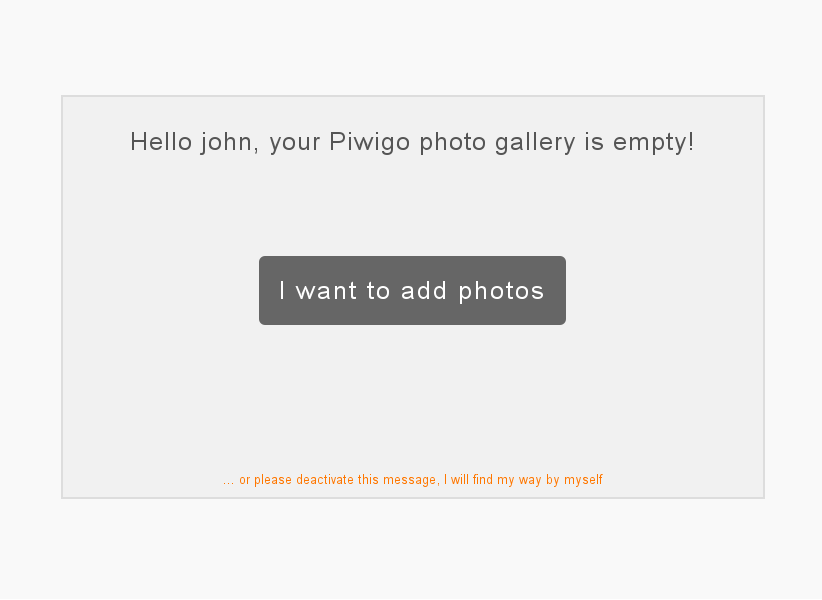 Hello john, your Piwigo photo gallery is empty!
I want to add photos
... or please deactivate this message, I will find my way by myself